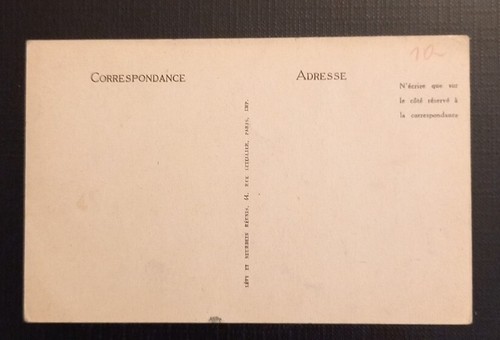 CORRESPONDANCE
ADRESSE
N'écrire que sur
le côté réservé à
la correspondance
LÉVY ET NEURDEIN RÉUNIS, 44, RUE LETELLIER, PARIS, IMP.